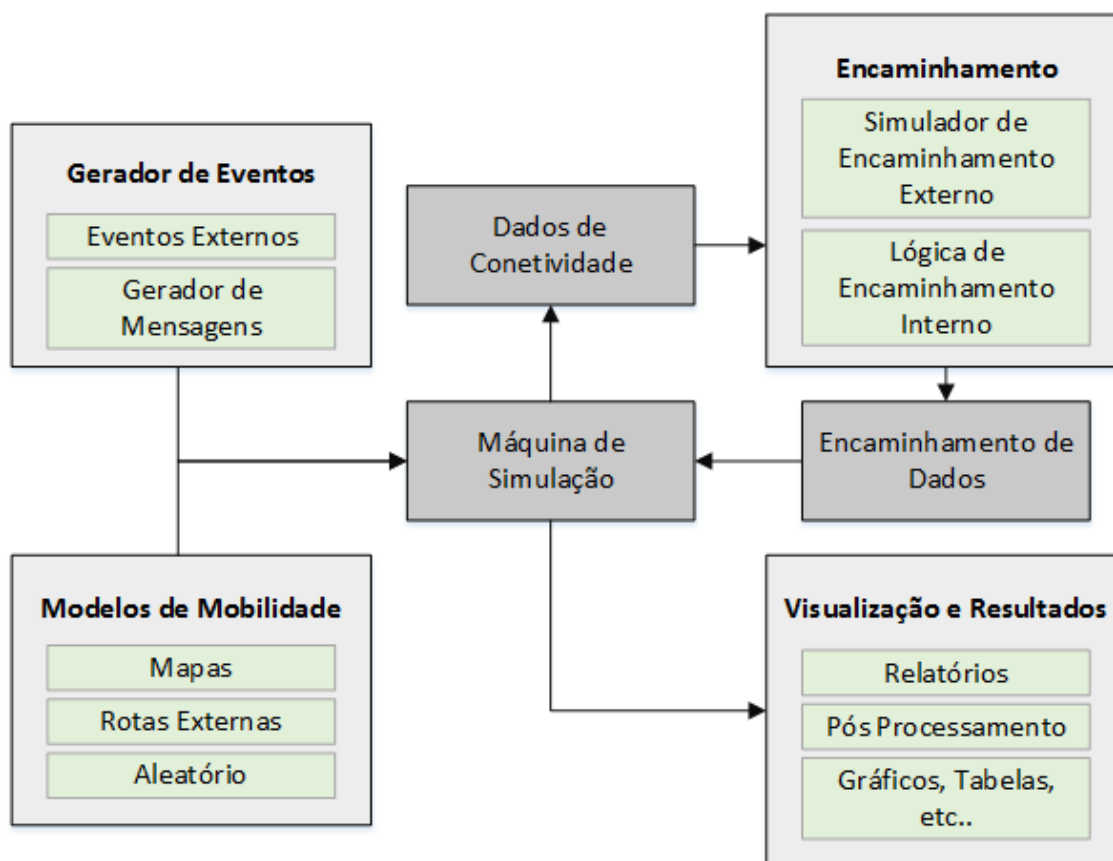 Gerador de Eventos
Eventos Externos
Gerador de
Mensagens
Modelos de Mobilidade
Mapas
Rotas Externas
Aleatório
Dados de
Conetividade
Máquina de
Simulação
Encaminhamento
Simulador de
Encaminhamento
Externo
Lógica de
Encaminhamento
Interno
Encaminhamento de
Dados
Visualização e Resultados
Relatórios
Pós Processamento
Gráficos, Tabelas,
etc..